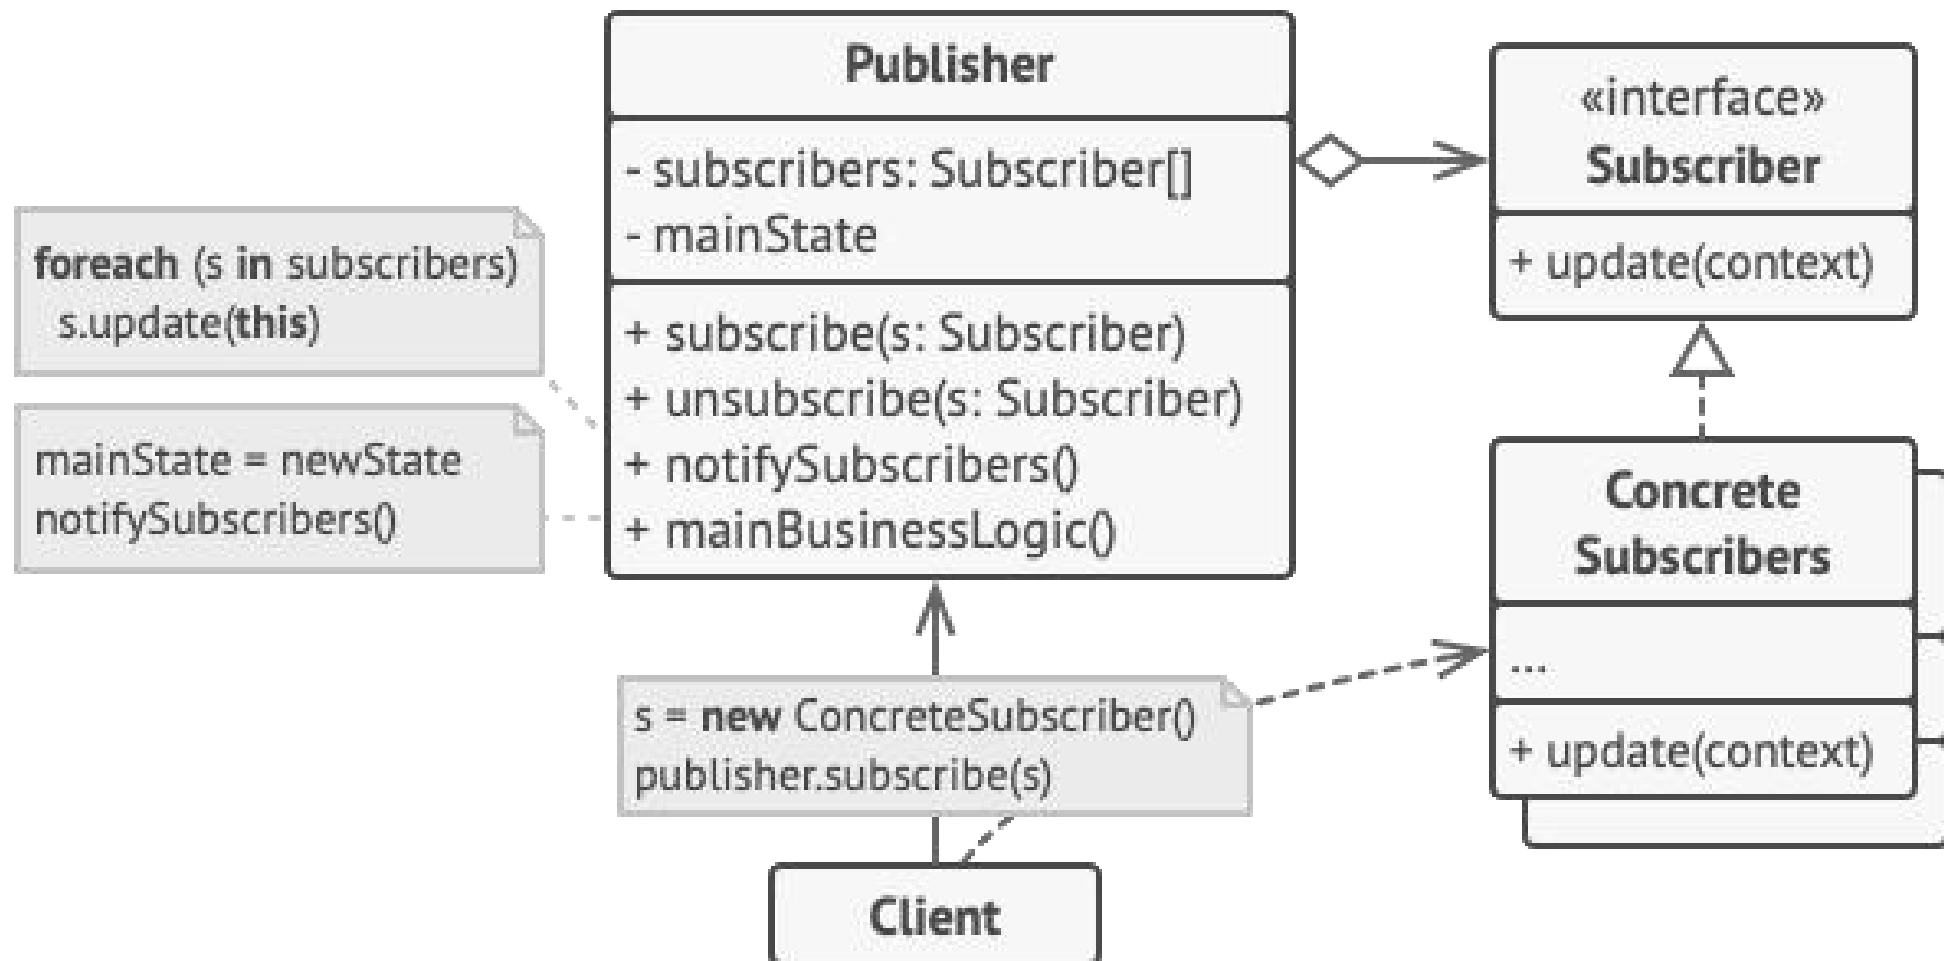 Publisher
- subscribers: Subscriber[]
- mainState
+ subscribe(s: Subscriber)
+ unsubscribe(s: Subscriber)
+ notifySubscribers()
+ mainBusinessLogic()
foreach (s in subscribers)
s.update(this)
mainState = newState
notifySubscribers()
«interface»
Subscriber
+ update(context)
Concrete
Subscribers
...
+ update(context)
s = new ConcreteSubscriber()
publisher.subscribe(s)
Client